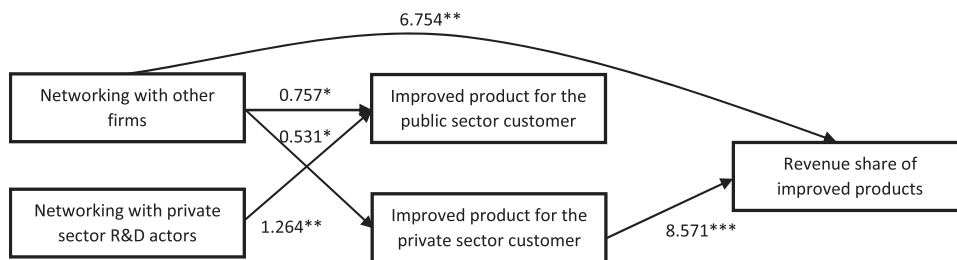 6.754**
Networking with other
firms
0.757*
Improved product for the
public sector customer
0.531*
Revenue share of
improved products
Networking with private
sector R&D actors
1.264**
Improved product for the
private sector customer
8.571***